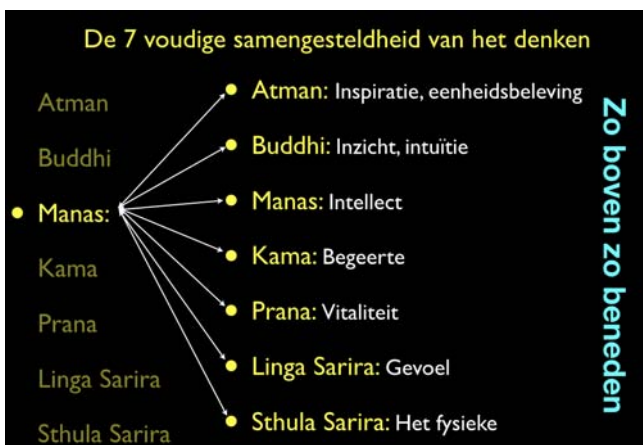 De 7 voudige samengesteldheid van het denken
Atman
Buddhi
Manas:
Kama
Prana
Linga Sarira
Sthula Sarira
Atman: Inspiratie, eenheidsbeleving
Buddhi: Inzicht, intuïtie
Manas: Intellect
Kama: Begeerte
Prana: Vitaliteit
Linga Sarira: Gevoel
Sthula Sarira: Het fysieke
Zo boven zo beneden